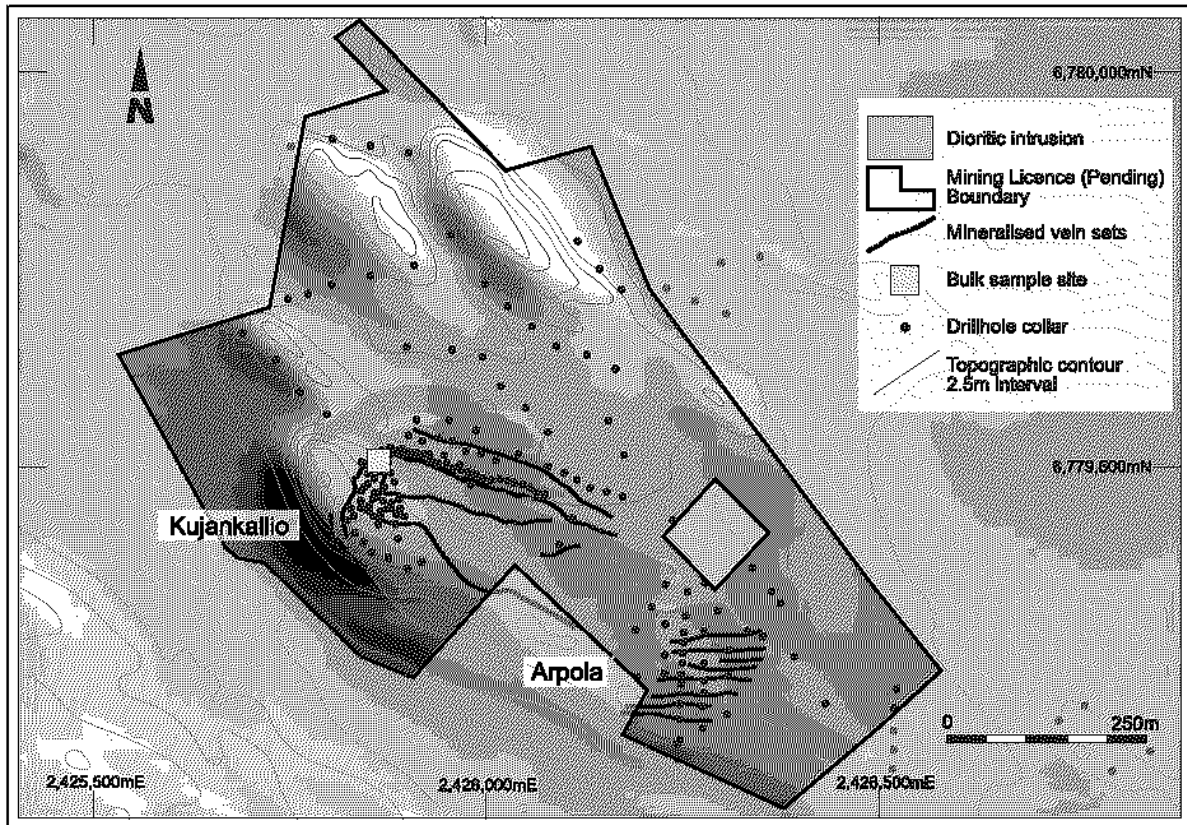 N
6,780,000mN
Dioritic intrusion
Mining Licence (Pending)
Boundary
Mineralised vein sets
Bulk sample site
Drillhole collar
Topographic contour
2.5m Interval
6,779,500mN
Kujankallio
Arpola
0 250m
2,425,500mE 2,426,000mE 2,426,500mE